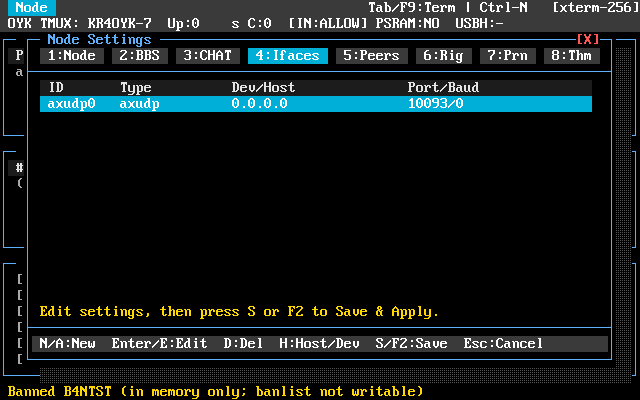 Node Tab/F9:Term | Ctrl-N [xterm-256]
OYK TMUX: KR4OYK-7 Up:0 s C:0 [IN:ALLOW] PSRAM:NO USBH:-
Node Settings [X]
P 1:Node 2:BBS 3:CHAT 4:Ifaces 5:Peers 6:Rig 7:Prn 8:Thm
a
ID Type Dev/Host Port/Baud
axudp0 axudp 0.0.0.0 10093/0
#
(
[
[
[ Edit settings, then press S or F2 to Save & Apply.
[
[ N/A:New Enter/E:Edit D:Del H:Host/Dev S/F2:Save Esc:Cancel
[
Banned B4NTST (in memory only; banlist not writable)